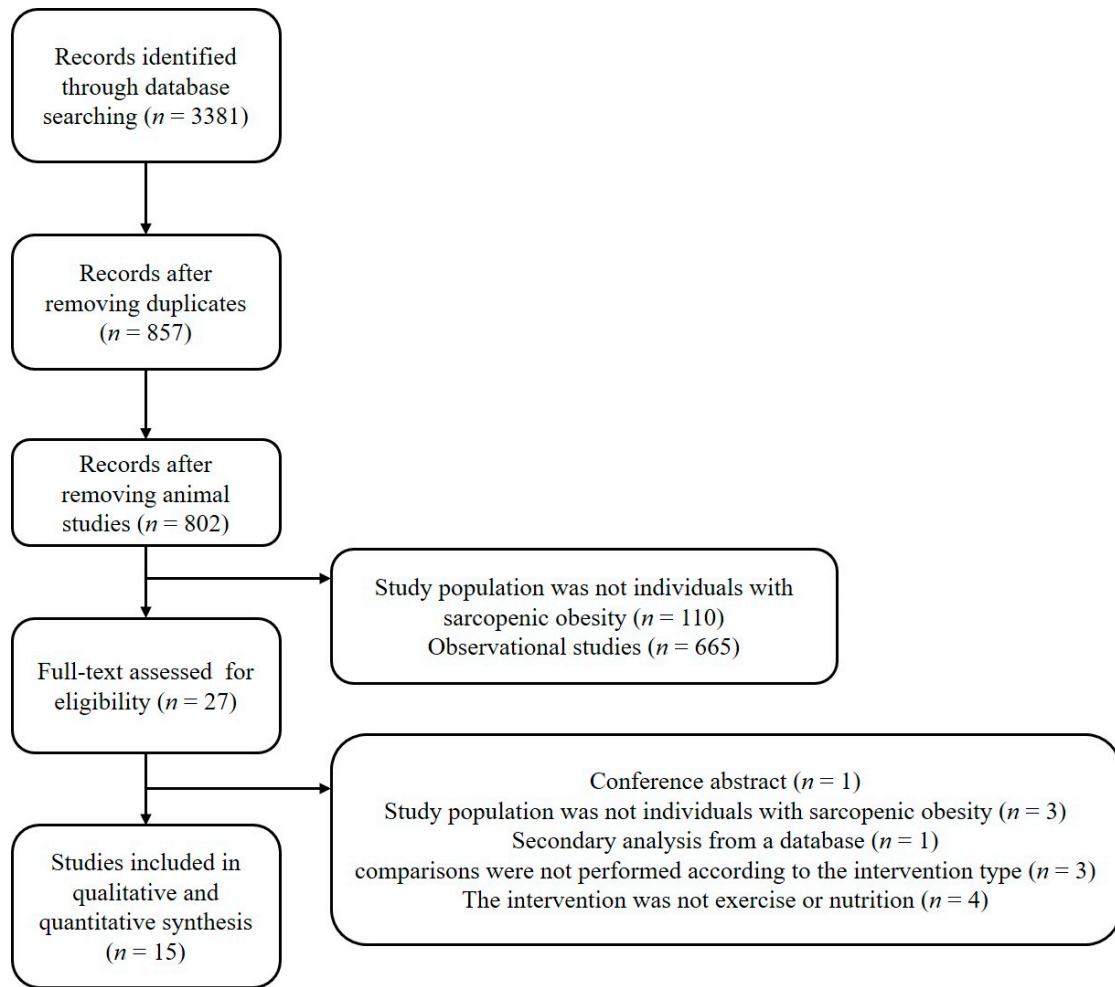 Records identified
through database
searching (n = 3381)
Records after
removing duplicates
(n = 857)
Records after
removing animal
studies (n = 802)
Study population was not individuals with
sarcopenic obesity (n = 110)
Observational studies (n = 665)
Full-text assessed for
eligibility (n = 27)
Conference abstract (n = 1)
Study population was not individuals with sarcopenic obesity (n = 3)
Secondary analysis from a database (n = 1)
comparisons were not performed according to the intervention type (n = 3)
The intervention was not exercise or nutrition (n = 4)
Studies included in
qualitative and
quantitative synthesis
(n = 15)